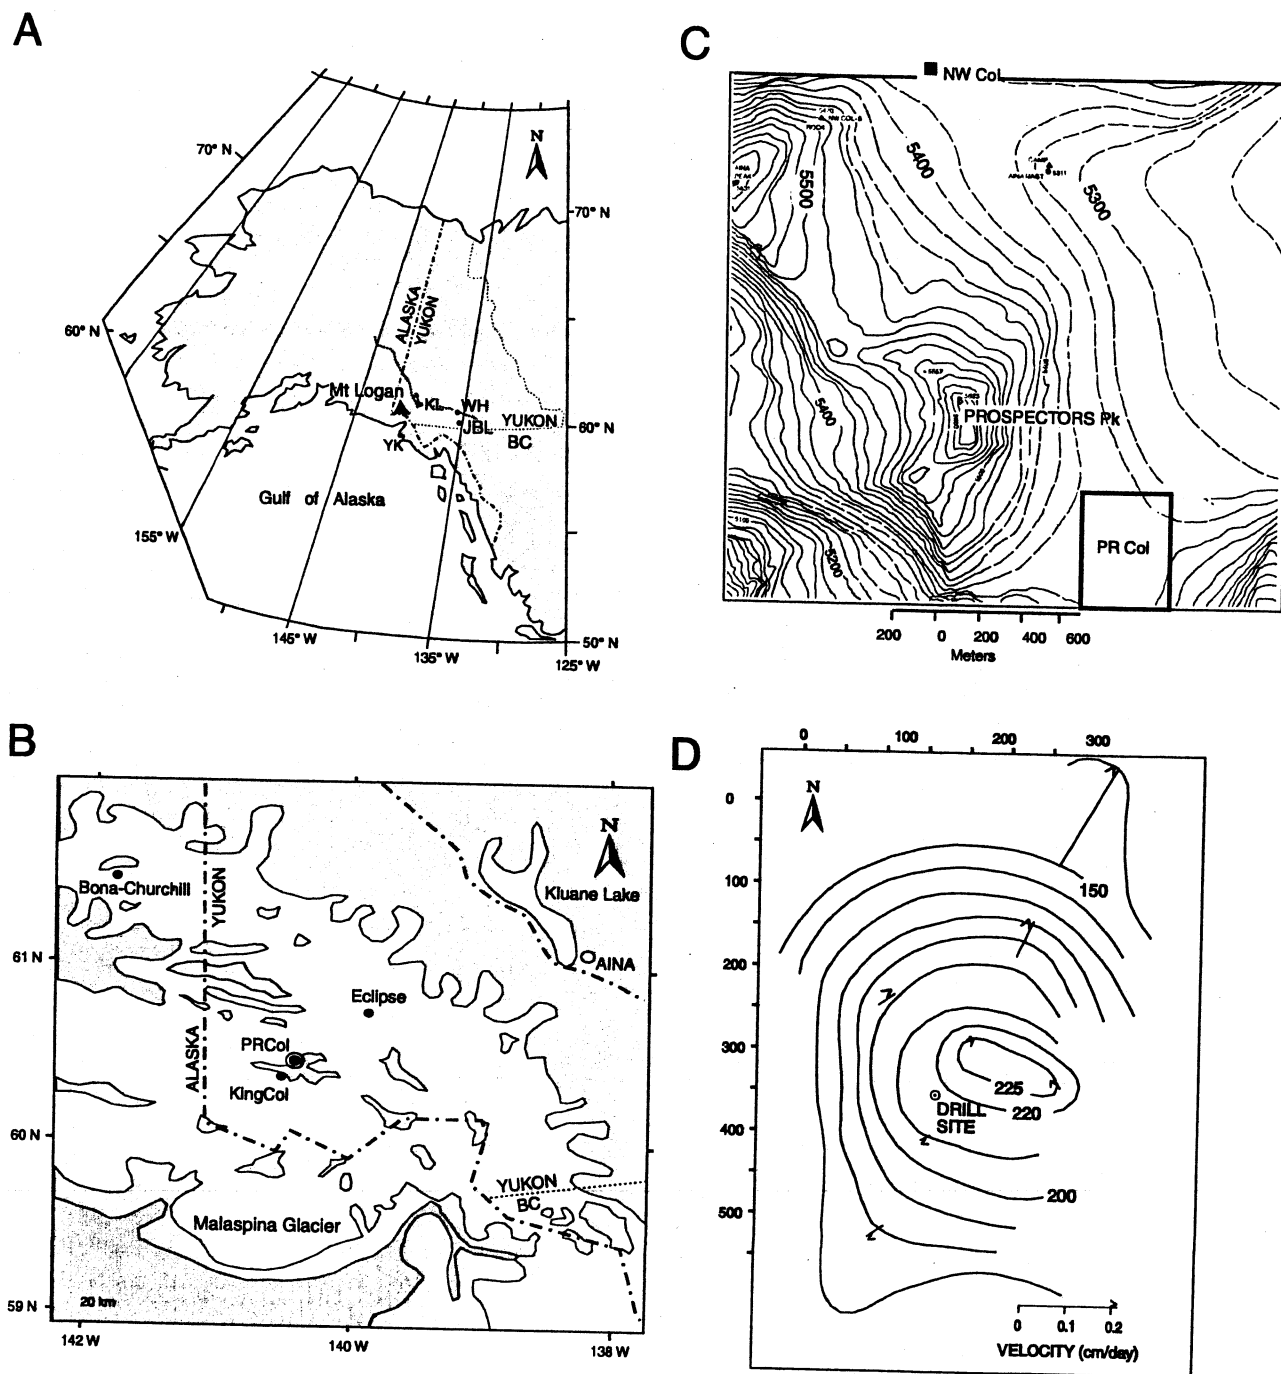 A
N
70° N
70° N
60° N
ALASKA
YUKON
Mt Logan
KL
WH
JBL
YUKON
BC
60° N
YK
Gulf of Alaska
155° W
145° W
135° W
50° N
125° W
B
N
Bona-Churchill
YUKON
Kluane Lake
61 N
AINA
Eclipse
ALASKA
PRCol
KingCol
60 N
YUKON
BC
Malaspina Glacier
59 N
20 km
142 W
140 W
138 W
C
NW Col
NW COL-B
5400
CAMP
5500
5300
5400
PROSPECTORS Pk
5200
PR Col
200 0 200 400 600
Meters
D
0 100 200 300
N
0
100
150
200
300
225
220
DRILL
SITE
400
200
500
0 0.1 0.2
VELOCITY (cm/day)